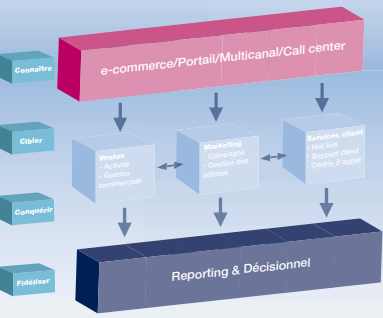 e-commerce/Portail/Multicanal/Call center
Connaître
Cibler
Conquérir
Fidéliser
Ventes
- Activité
- Gestion
commerciale
Marketing
- Campagne
- Gestion des
actions
Services client
- Hot line
- Support client
- Centre d'appel
Reporting & Décisionnel